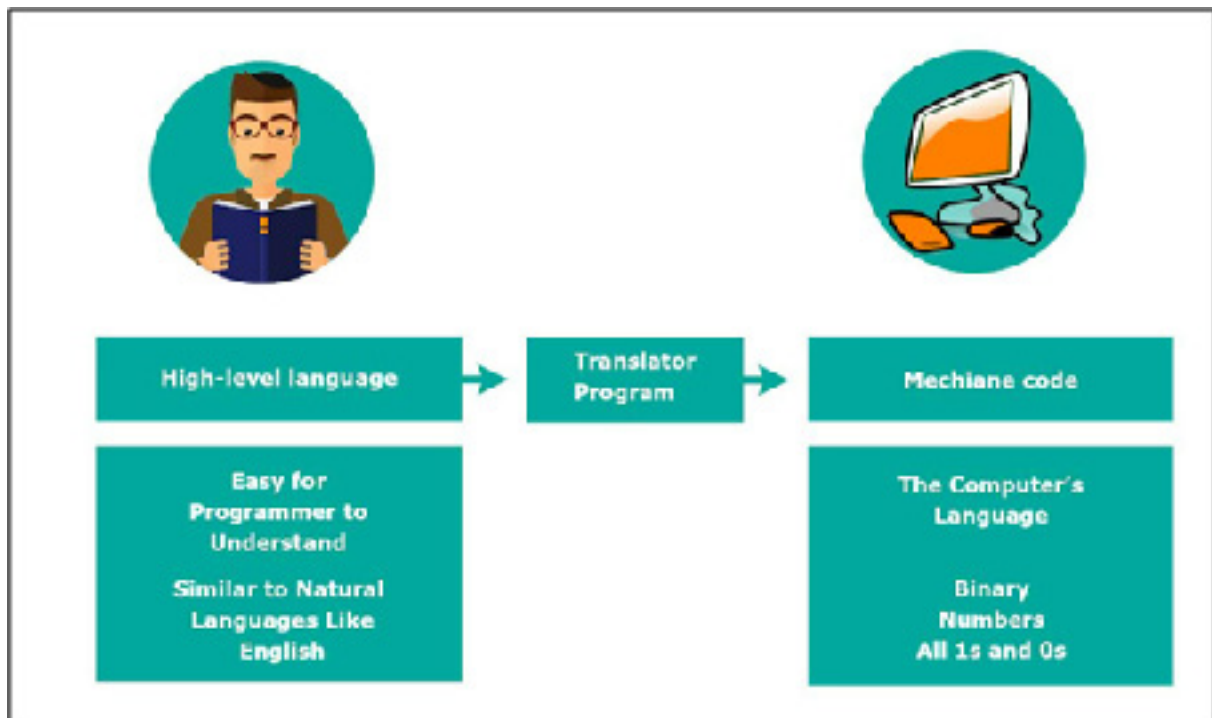 High-level language
Translator
Program
Mechiane code
Easy for
Programmer to
Understand
Similar to Natural
Languages Like
English
The Computer's
Language
Binary
Numbers
All 1s and 0s